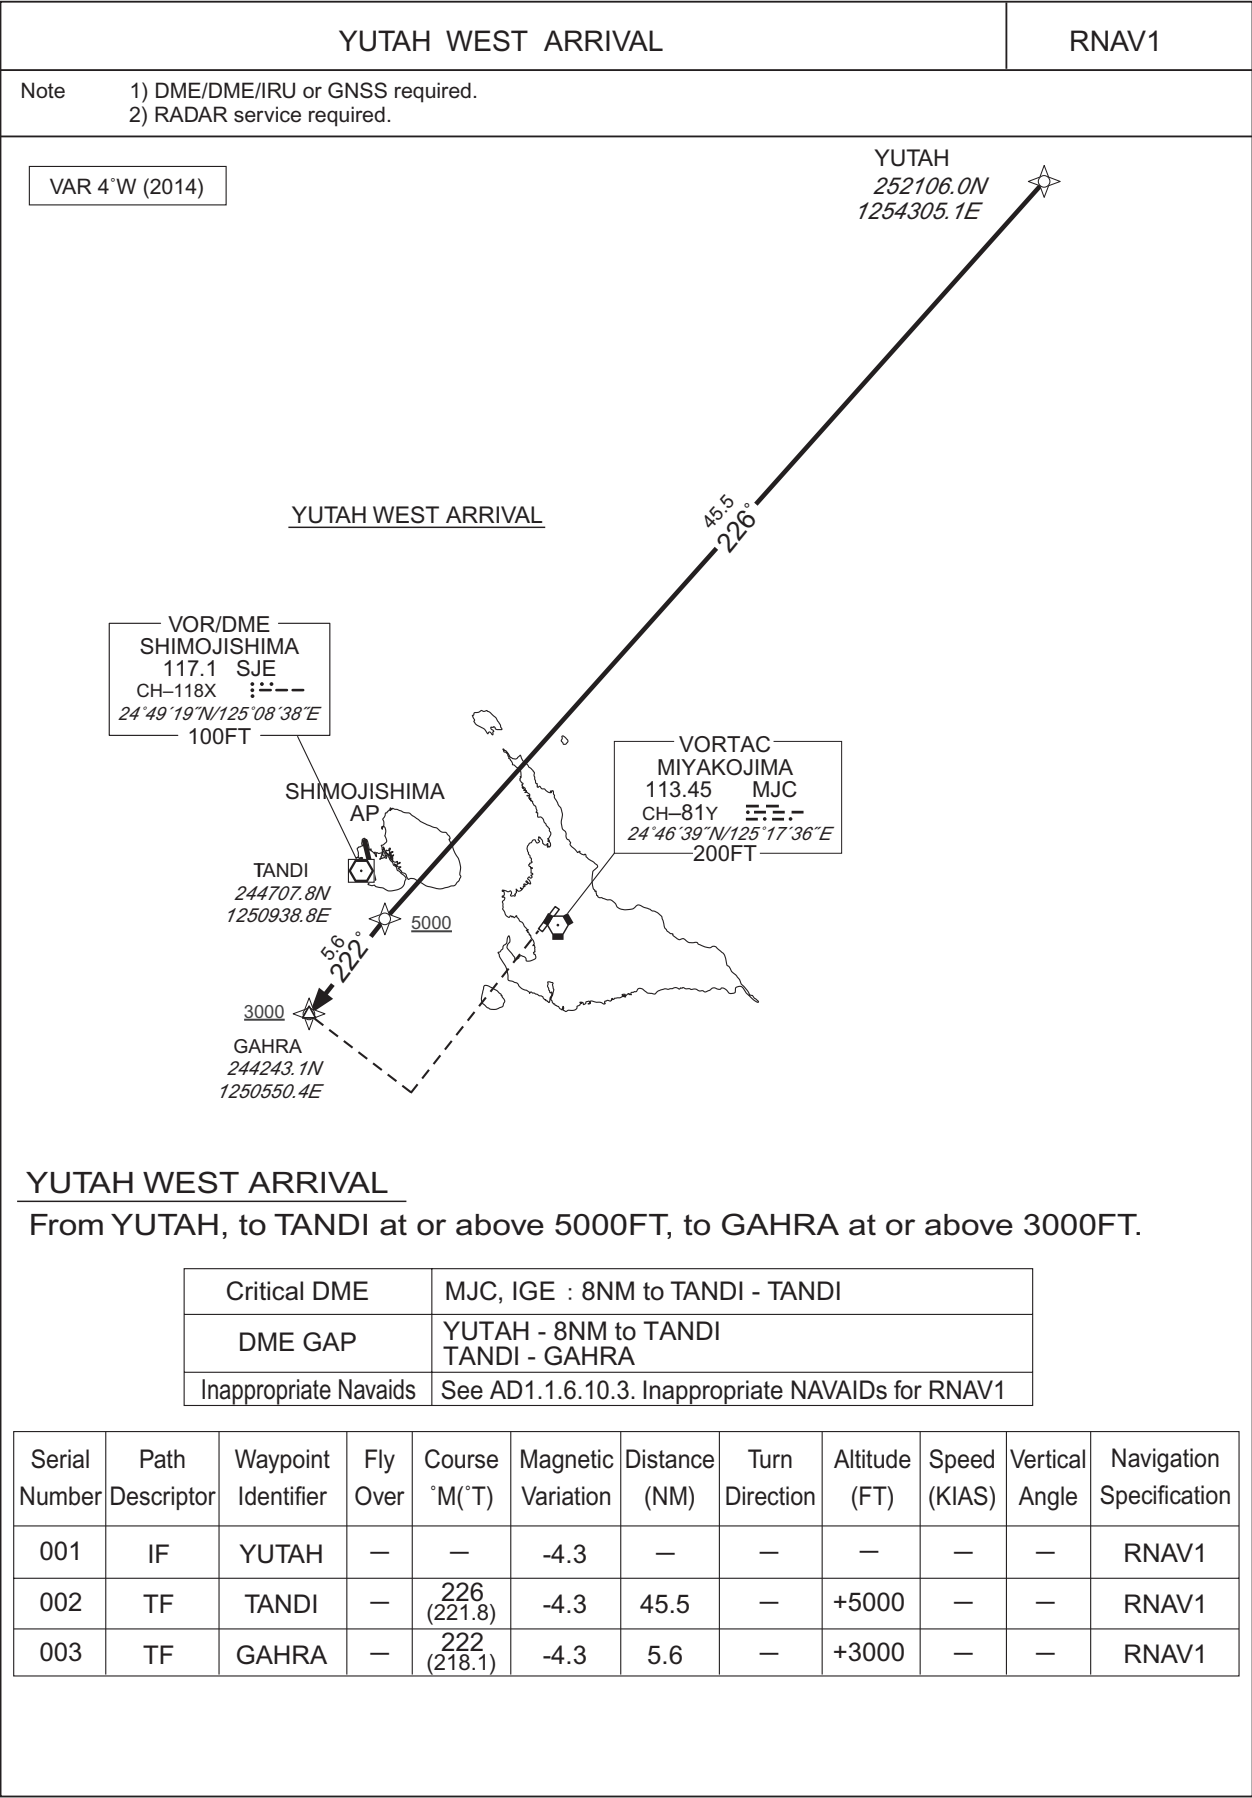 YUTAH WEST ARRIVAL RNAV1
Note 1) DME/DME/IRU or GNSS required.
2) RADAR service required.
VAR 4˚W (2014)
YUTAH
252106.0N
1254305.1E
45.5
226˚
YUTAH WEST ARRIVAL
VOR/DME
SHIMOJISHIMA
117.1 SJE
CH–118X
24˚49´19˝N/125˚08´38˝E
100FT
VORTAC
MIYAKOJIMA
113.45 MJC
CH–81Y
24˚46´39˝N/125˚17´36˝E
200FT
SHIMOJISHIMA
AP
TANDI
244707.8N
1250938.8E
5000
5.6
222˚
3000
GAHRA
244243.1N
1250550.4E
YUTAH WEST ARRIVAL
From YUTAH, to TANDI at or above 5000FT, to GAHRA at or above 3000FT.
Critical DME MJC, IGE : 8NM to TANDI - TANDI
DME GAP YUTAH - 8NM to TANDI
TANDI - GAHRA
Inappropriate Navaids See AD1.1.6.10.3. Inappropriate NAVAIDs for RNAV1
Serial Path Waypoint Fly Course Magnetic Distance Turn Altitude Speed Vertical Navigation
Number Descriptor Identifier Over ˚M(˚T) Variation (NM) Direction (FT) (KIAS) Angle Specification
001 IF YUTAH — — -4.3 — — — — — RNAV1
002 TF TANDI — 226 (221.8) -4.3 45.5 — +5000 — — RNAV1
003 TF GAHRA — 222 (218.1) -4.3 5.6 — +3000 — — RNAV1